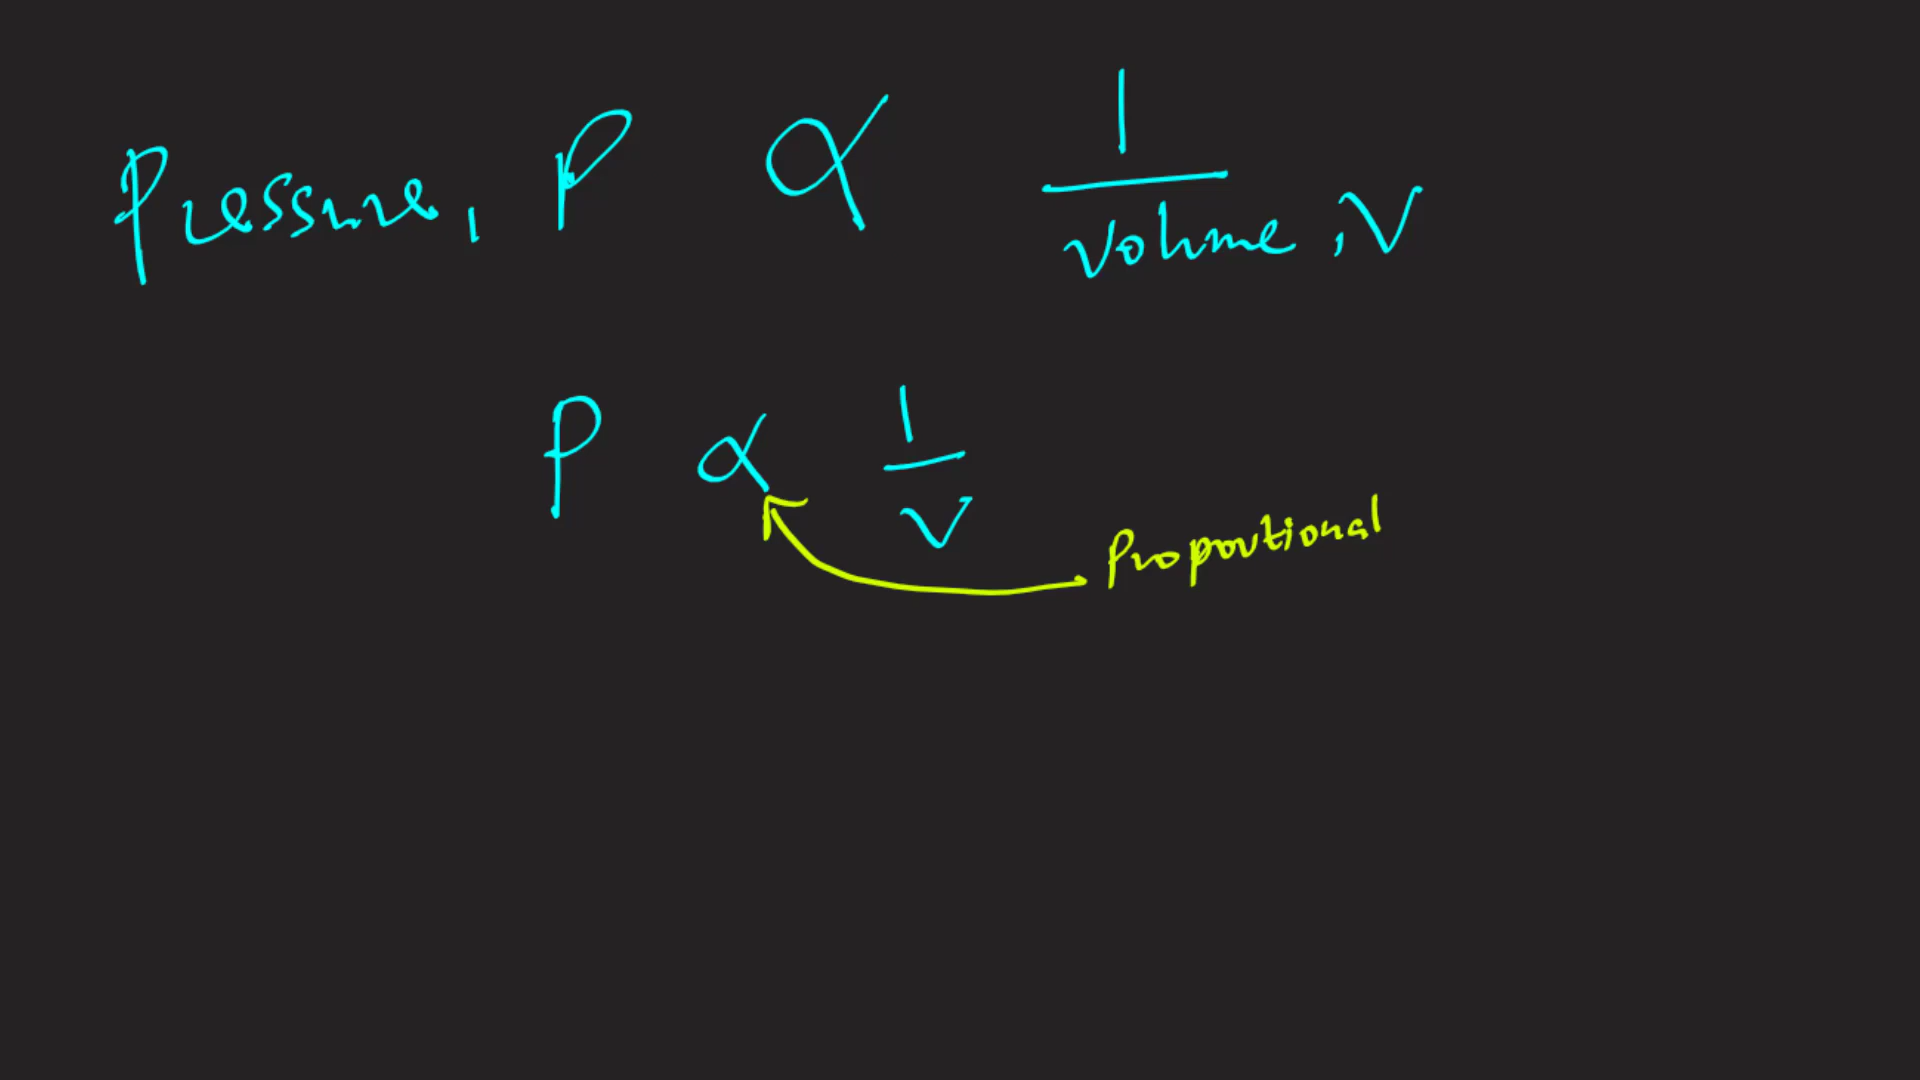 Pressure, P ∝ 1/Volume, V
P ∝ 1/V
Proportional